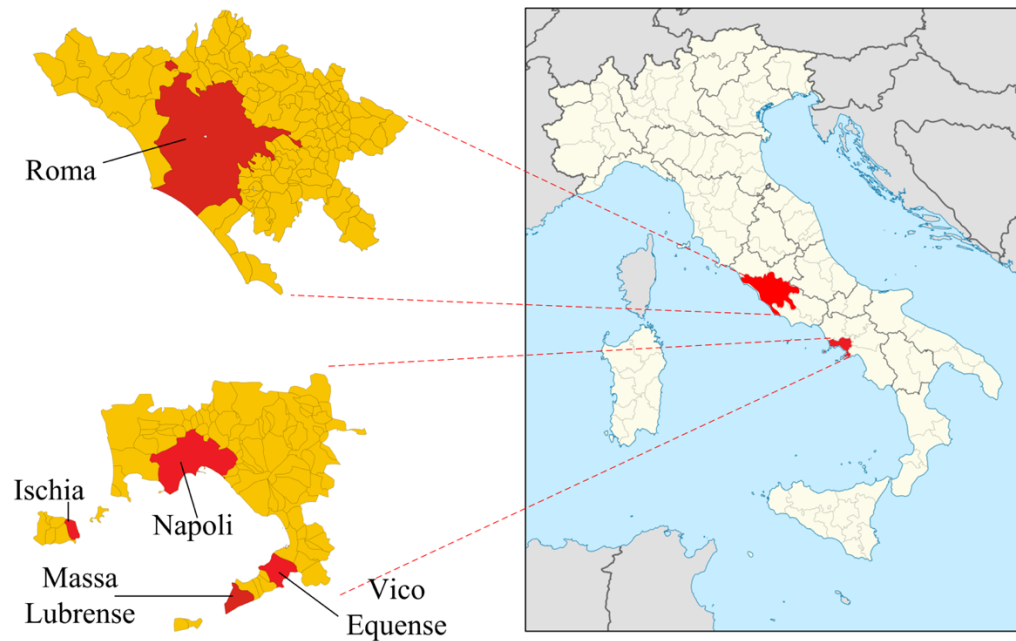 Roma
Ischia
Napoli
Massa
Lubrense
Vico
Equense